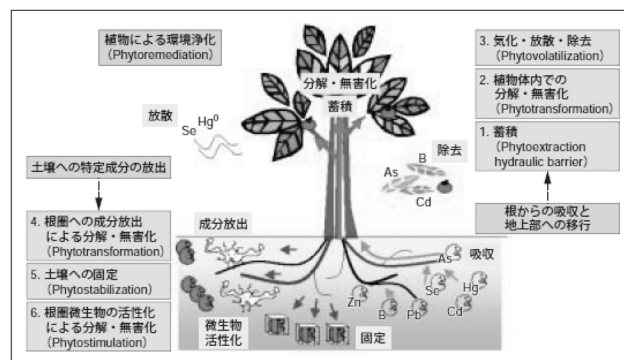 植物による環境浄化
（Phytoremediation）
分解・無害化
蓄積
放散
Se
Hg⁰
除去
B
As
Cd
3. 気化・放散・除去
（Phytovolatilization）
2. 植物体内での
分解・無害化
（Phytotransformation）
1. 蓄積
（Phytoextraction
hydraulic barrier）
根からの吸収と
地上部への移行
土壌への特定成分の放出
4. 根圏への成分放出
による分解・無害化
（Phytotransformation）
5. 土壌への固定
（Phytostabilization）
6. 根圏微生物の活性化
による分解・無害化
（Phytostimulation）
成分放出
微生物
活性化
固定
吸収
As
Se
Hg
Zn
B
Pb
Cd